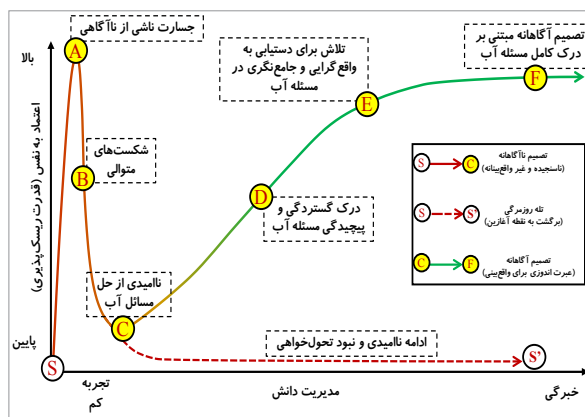 جسارت ناشی از ناآگاهی
تصمیم آگاهانه مبتنی بر
درک کامل مسئله آب
تلاش برای دستیابی به
واقع‌گرایی و جامع‌نگری در
مسئله آب
بالا
A
F
E
شکست‌های
متوالی
B
اعتماد به نفس (قدرت ریسک‌پذیری)
درک گستردگی و
پیچیدگی مسئله آب
D
ناامیدی از حل
مسائل آب
C
تصمیم ناآگاهانه
(ناسنجیده و غیر واقع‌بینانه)
S
C
تله روزمرگی
(برگشت به نقطه آغازین)
S
S'
تصمیم آگاهانه
(عبرت اندوزی برای واقع‌بینی)
C
F
ادامه ناامیدی و نبود تحول‌خواهی
پایین
S
S'
تجربه
کم
مدیریت دانش
خبرگی